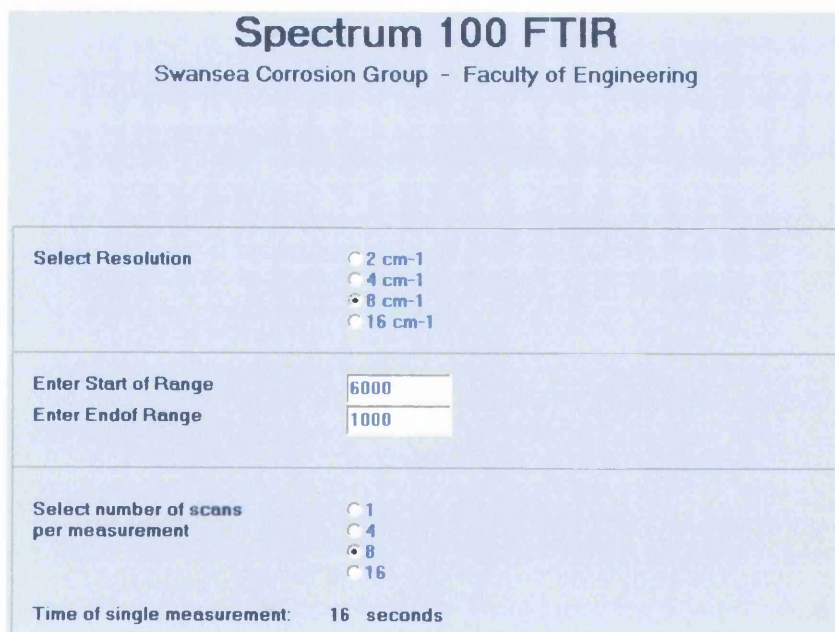 Spectrum 100 FTIR
Swansea Corrosion Group - Faculty of Engineering
Select Resolution
2 cm-1
4 cm-1
8 cm-1
16 cm-1
Enter Start of Range 6000
Enter Endof Range 1000
Select number of scans
per measurement
1
4
8
16
Time of single measurement: 16 seconds